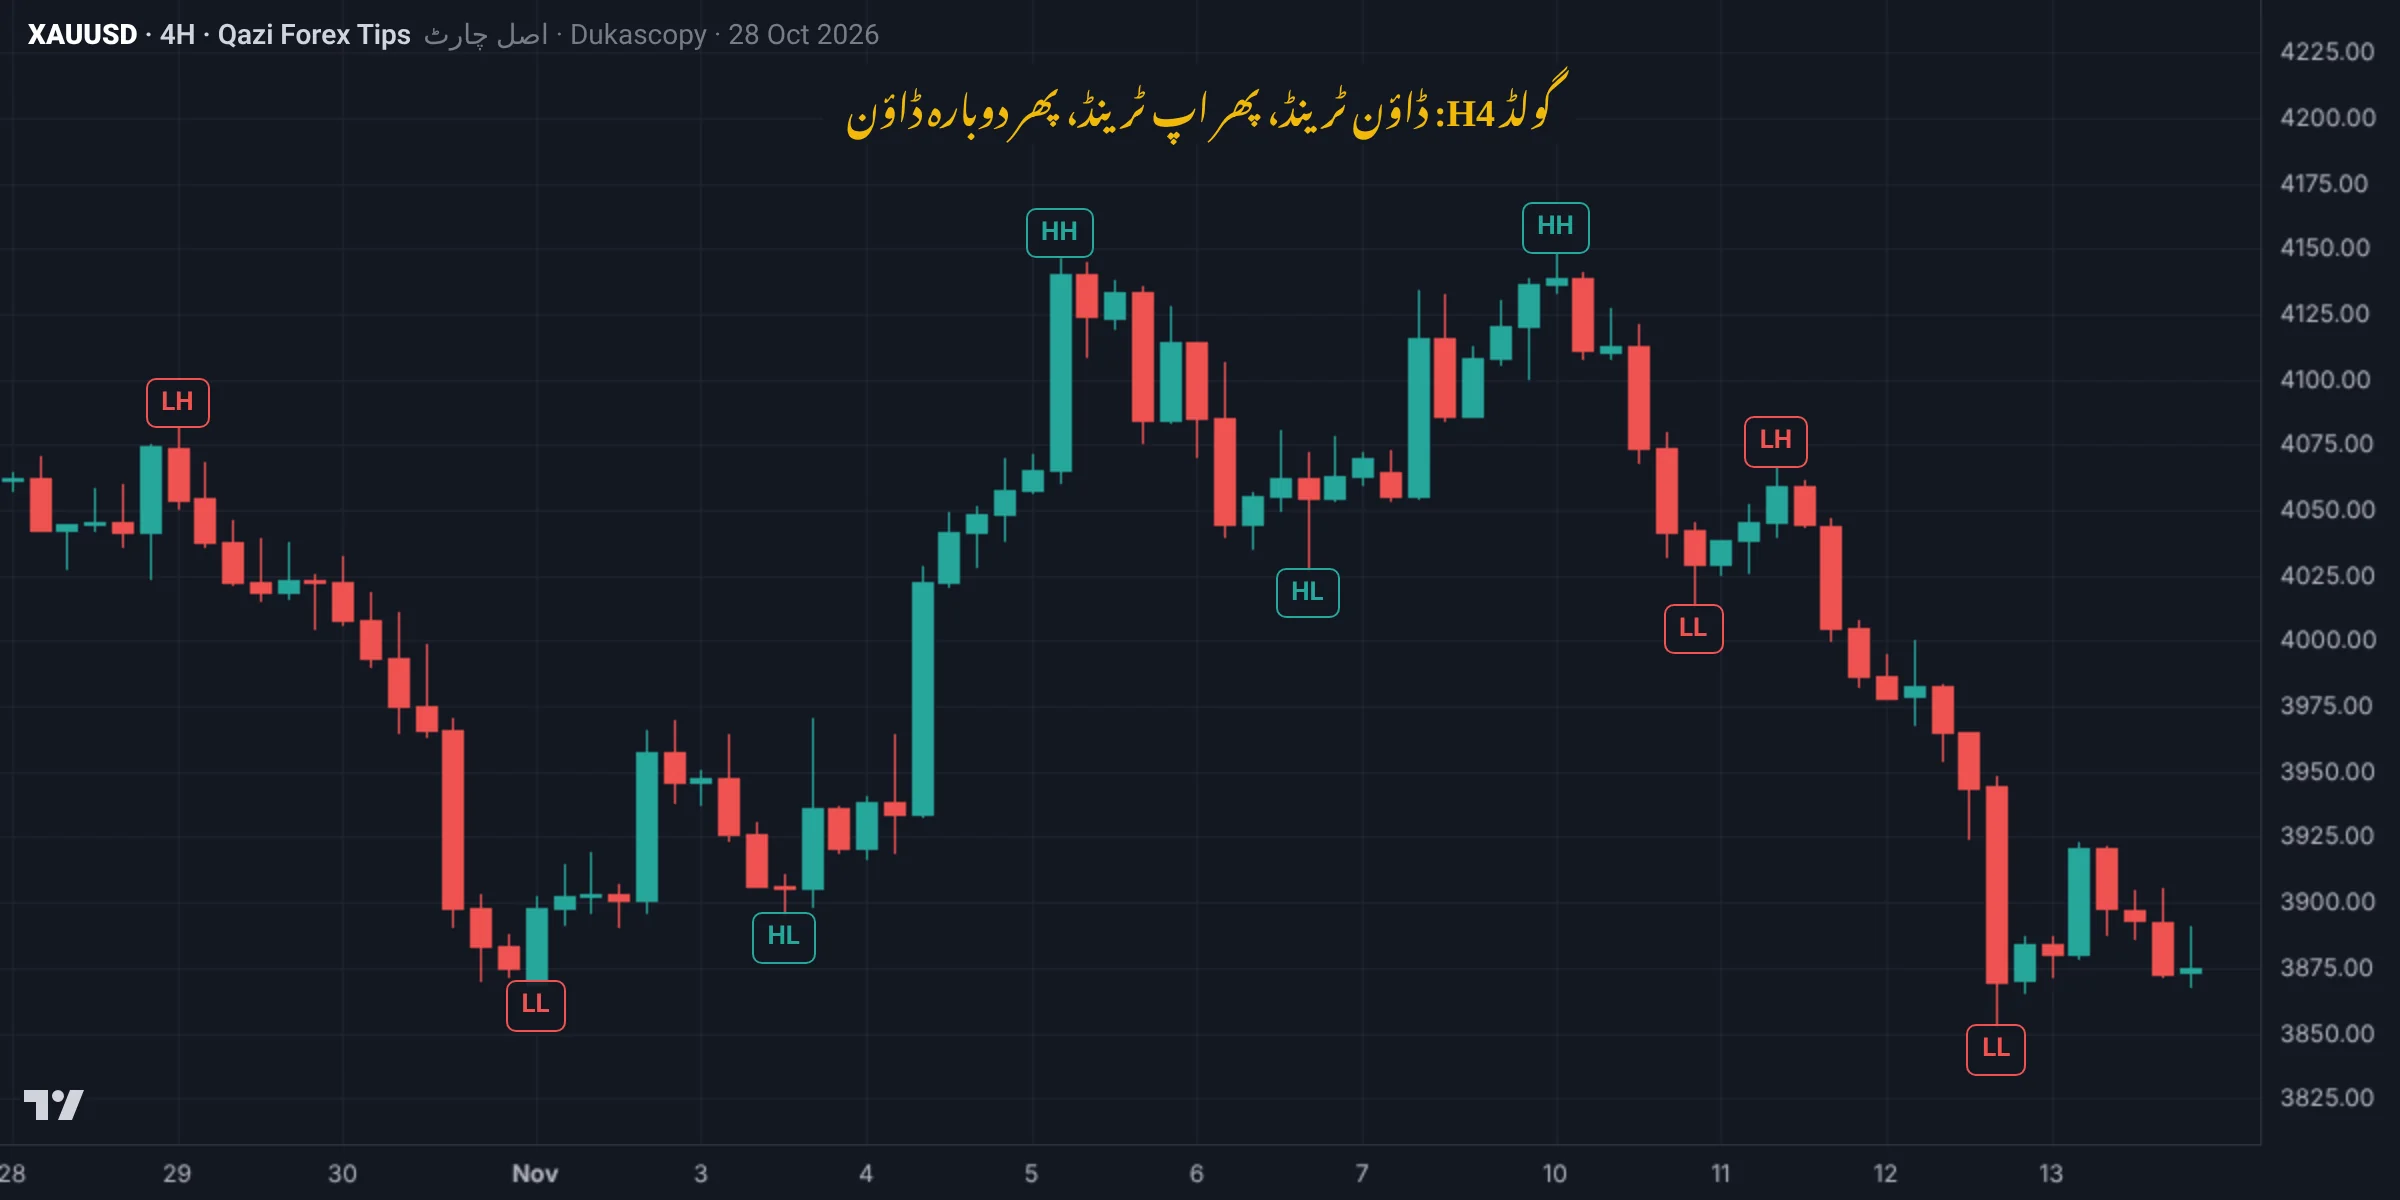 XAUUSD · 4H · Qazi Forex Tips اصل چارٹ · Dukascopy · 28 Oct 2026
گولڈ H4: ڈاؤن ٹرینڈ، پھر اپ ٹرینڈ، پھر دوبارہ ڈاؤن
HH
HH
LH
LH
HL
LL
HL
LL
LL
4225.00
4200.00
4175.00
4150.00
4125.00
4100.00
4075.00
4050.00
4025.00
4000.00
3975.00
3950.00
3925.00
3900.00
3875.00
3850.00
3825.00
28 29 30 Nov 3 4 5 6 7 10 11 12 13